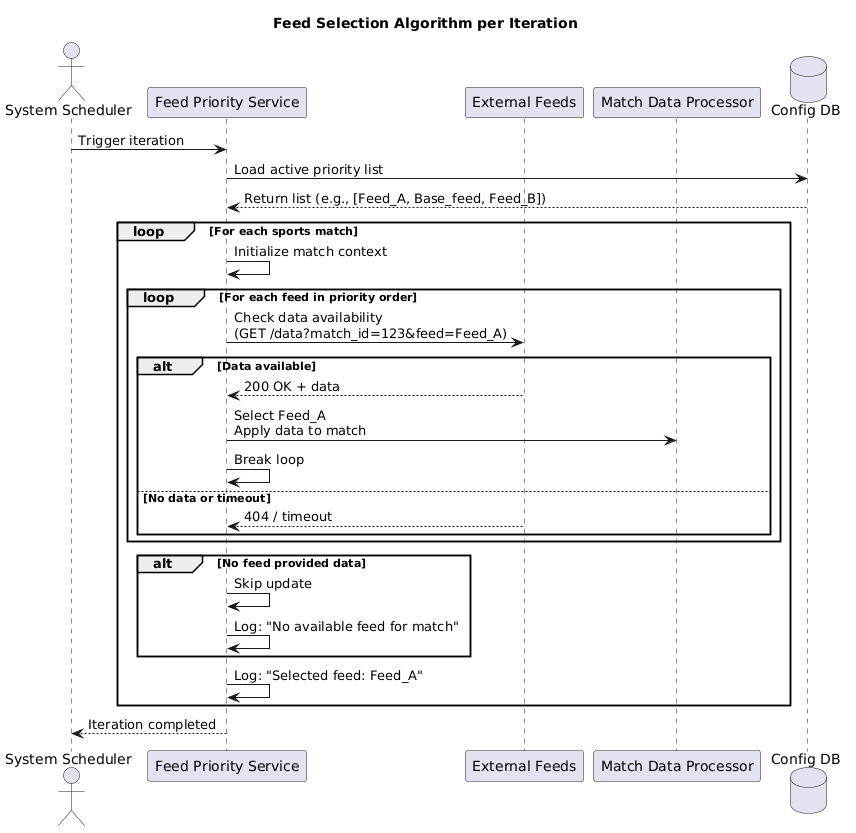 Feed Selection Algorithm per Iteration
System Scheduler
Feed Priority Service
External Feeds
Match Data Processor
Config DB
Trigger iteration
Load active priority list
Return list (e.g., [Feed_A, Base_feed, Feed_B])
loop
[For each sports match]
Initialize match context
loop
[For each feed in priority order]
Check data availability
(GET /data?match_id=123&feed=Feed_A)
alt
[Data available]
200 OK + data
Select Feed_A
Apply data to match
Break loop
[No data or timeout]
404 / timeout
alt
[No feed provided data]
Skip update
Log: "No available feed for match"
Log: "Selected feed: Feed_A"
Iteration completed
System Scheduler
Feed Priority Service
External Feeds
Match Data Processor
Config DB